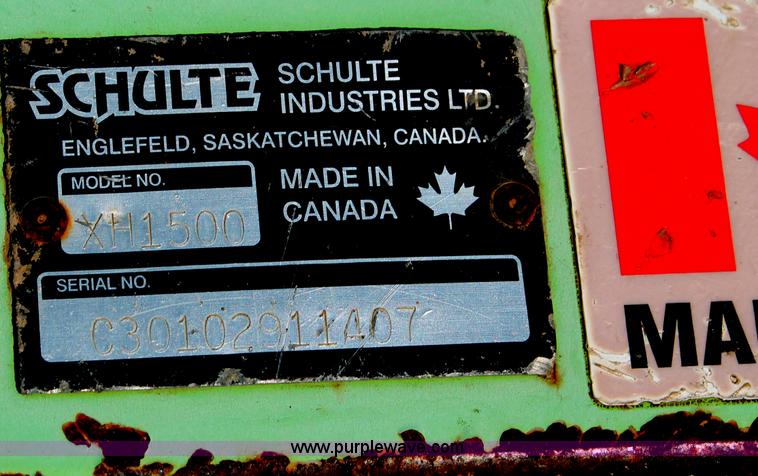 SCHULTE
SCHULTE
INDUSTRIES LTD.
ENGLEFELD, SASKATCHEWAN, CANADA.
MODEL NO.
XH1500
MADE IN
CANADA
SERIAL NO.
C30102911407
MA
www.purplewave.com